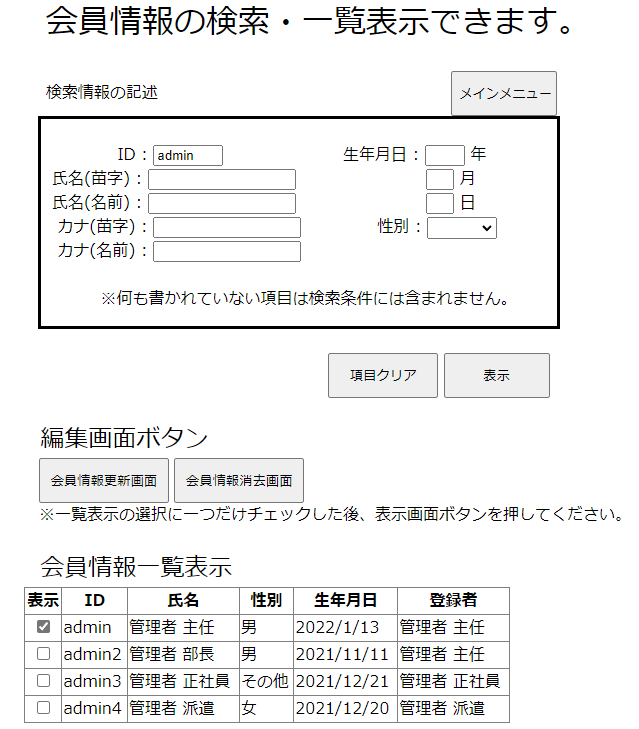 会員情報の検索・一覧表示できます。
検索情報の記述
メインメニュー
ID： admin
生年月日： 年
氏名(苗字)：
月
氏名(名前)：
日
カナ(苗字)：
性別：
カナ(名前)：
※何も書かれていない項目は検索条件には含まれません。
項目クリア 表示
編集画面ボタン
会員情報更新画面 会員情報消去画面
※一覧表示の選択に一つだけチェックした後、表示画面ボタンを押してください。
会員情報一覧表示
表示 ID 氏名 性別 生年月日 登録者
admin 管理者 主任 男 2022/1/13 管理者 主任
admin2 管理者 部長 男 2021/11/11 管理者 主任
admin3 管理者 正社員 その他 2021/12/21 管理者 正社員
admin4 管理者 派遣 女 2021/12/20 管理者 派遣